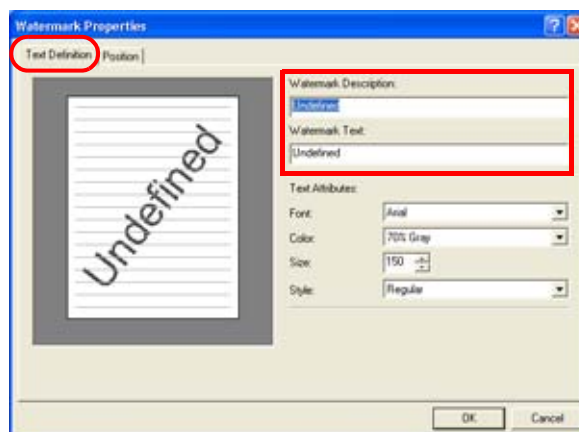 Watermark Properties
Text Definition Position
Watermark Description:
Undefined
Watermark Text:
Undefined
Undefined
Text Attributes:
Font: Arial
Color: 70% Gray
Size: 150
Style: Regular
OK Cancel